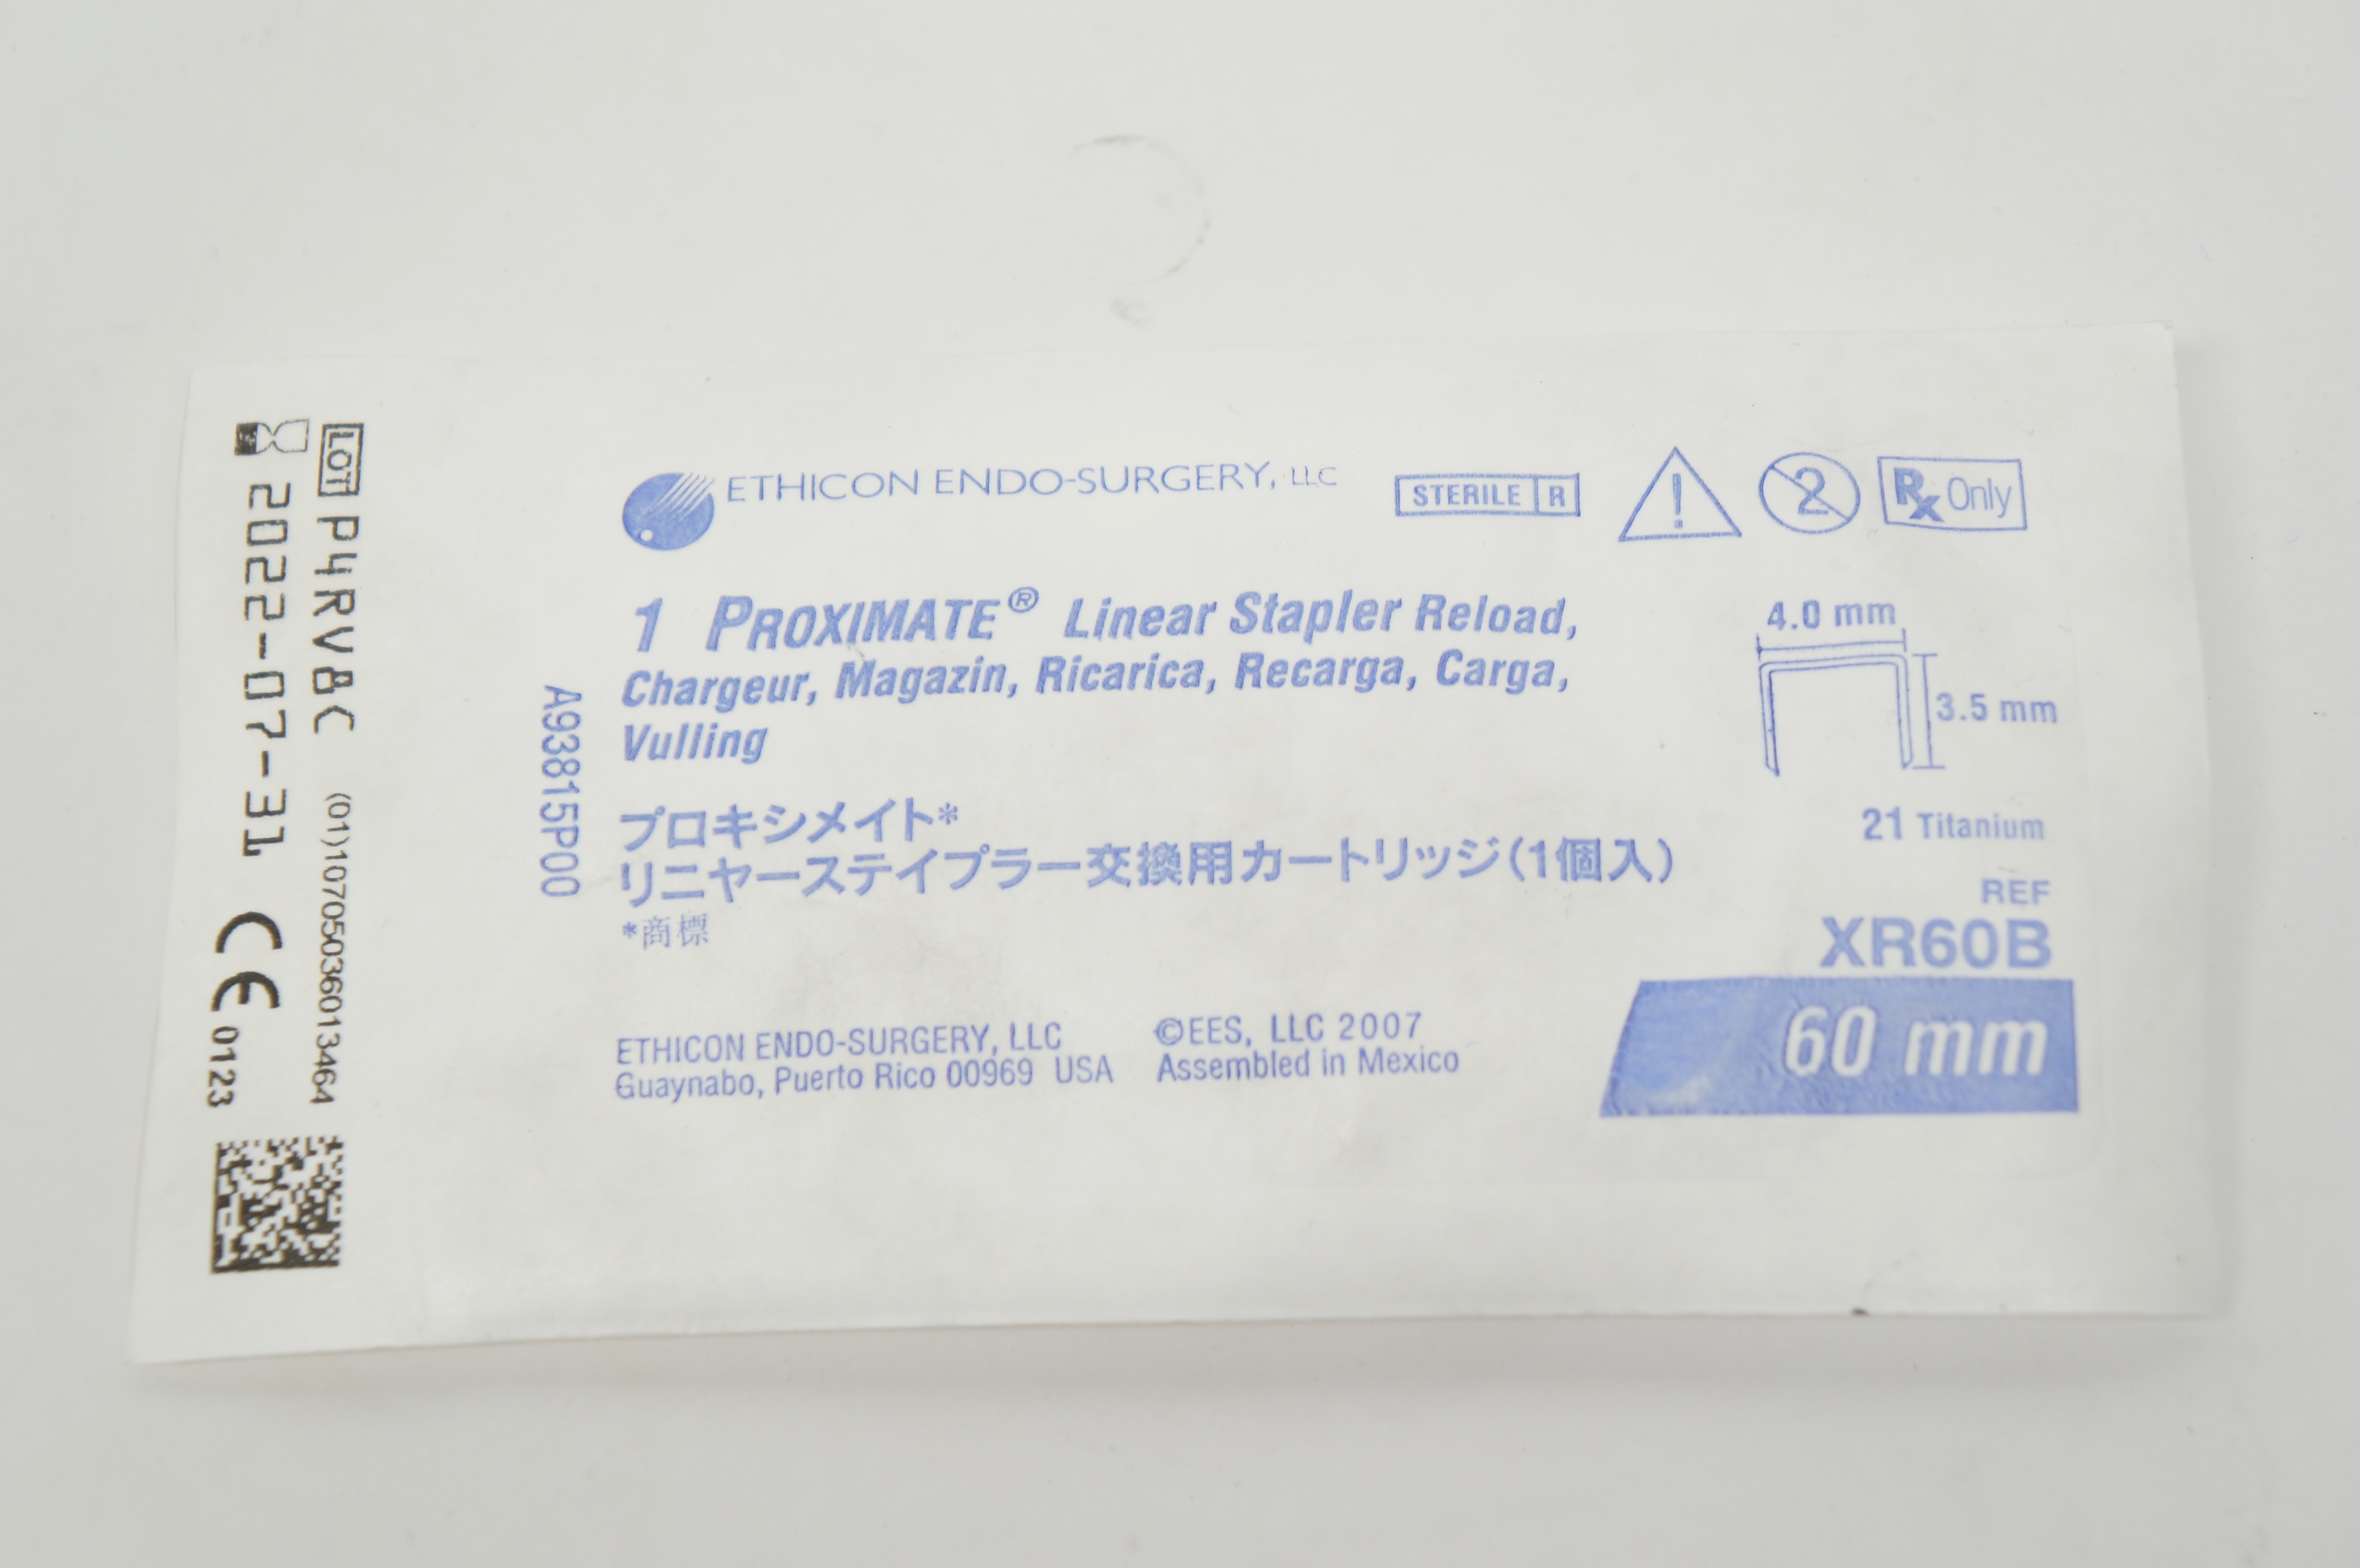 LOT P4RV8C (01)10705036013464
2022-07-31 CE 0123
A93815P00
ETHICON ENDO-SURGERY, LLC
STERILE R
2
Rx Only
1 PROXIMATE® Linear Stapler Reload,
Chargeur, Magazin, Ricarica, Recarga, Carga,
Vulling
プロキシメイト*
リニヤーステイプラー交換用カートリッジ(1個入)
*商標
4.0 mm
3.5 mm
21 Titanium
REF
XR60B
60 mm
ETHICON ENDO-SURGERY, LLC
Guaynabo, Puerto Rico 00969 USA
©EES, LLC 2007
Assembled in Mexico